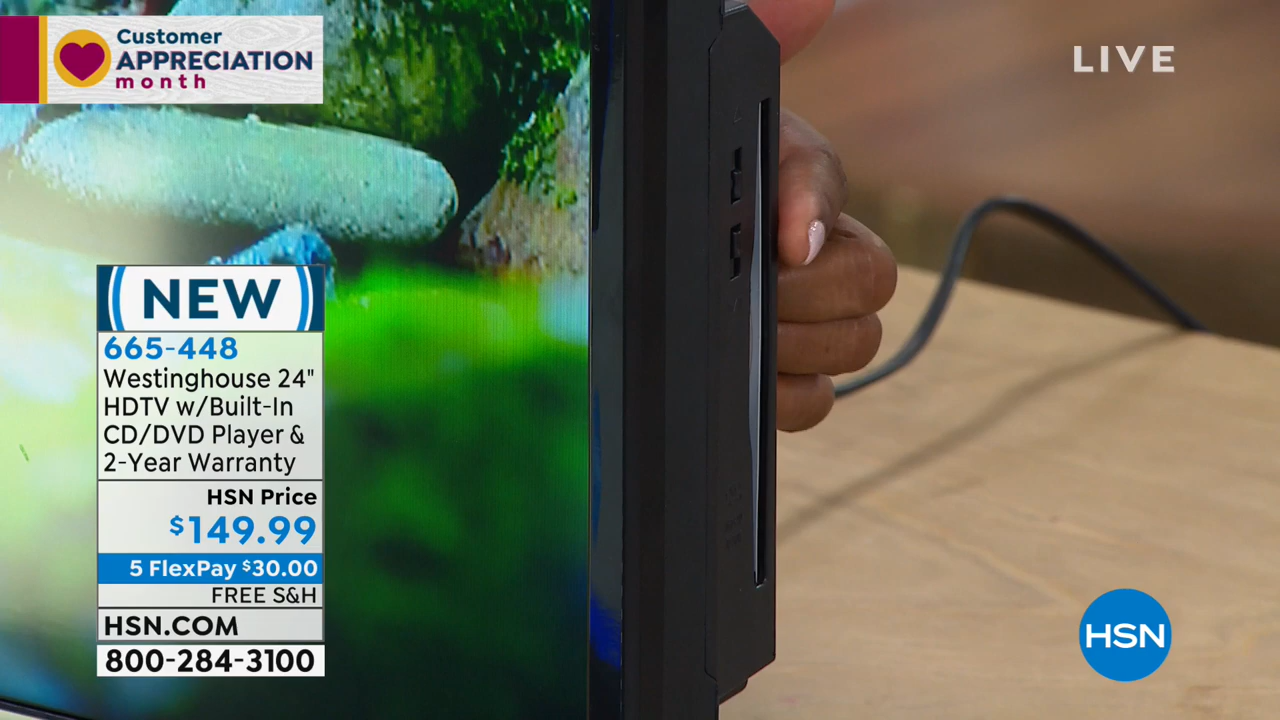 Customer
APPRECIATION
month
LIVE
NEW
665-448
Westinghouse 24"
HDTV w/Built-In
CD/DVD Player &
2-Year Warranty
HSN Price
$149.99
5 FlexPay $30.00
FREE S&H
HSN.COM
800-284-3100
HSN